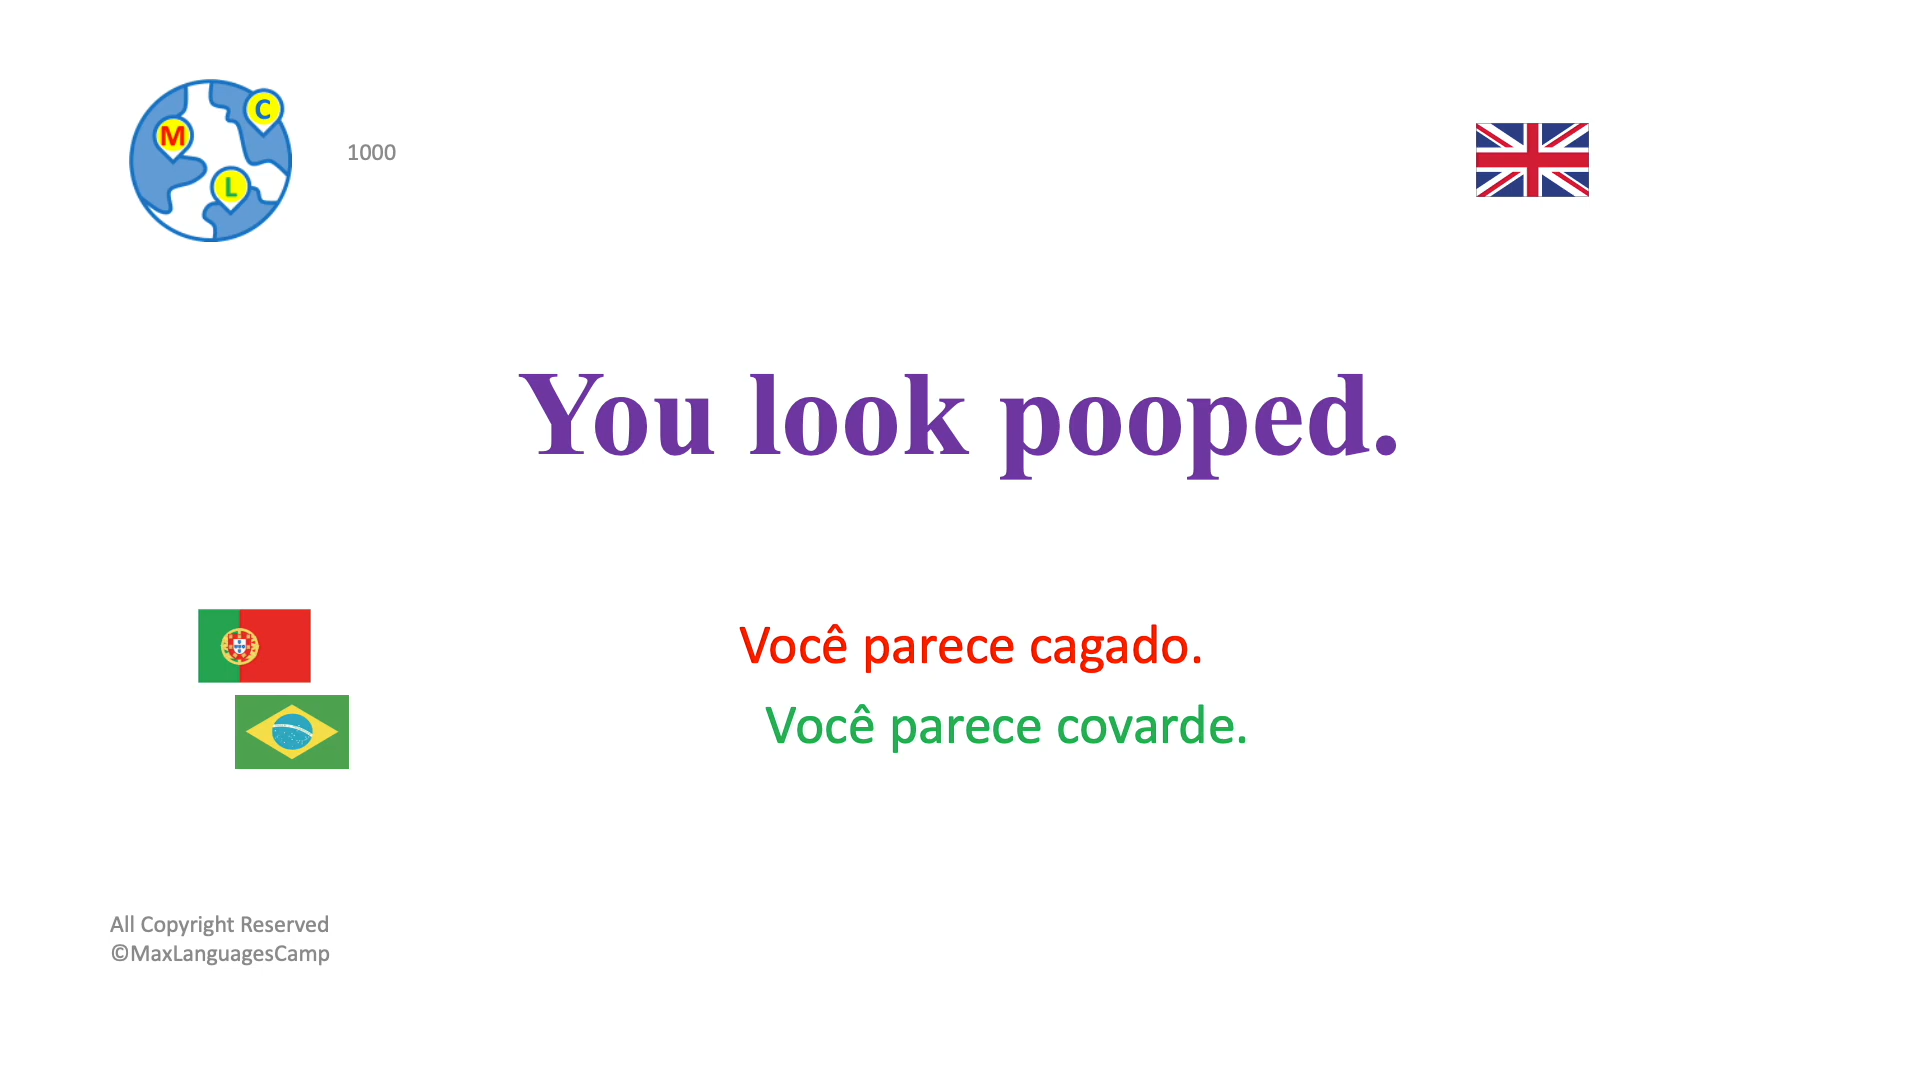 M
C
L
1000
You look pooped.
Você parece cagado.
Você parece covarde.
All Copyright Reserved
©MaxLanguagesCamp